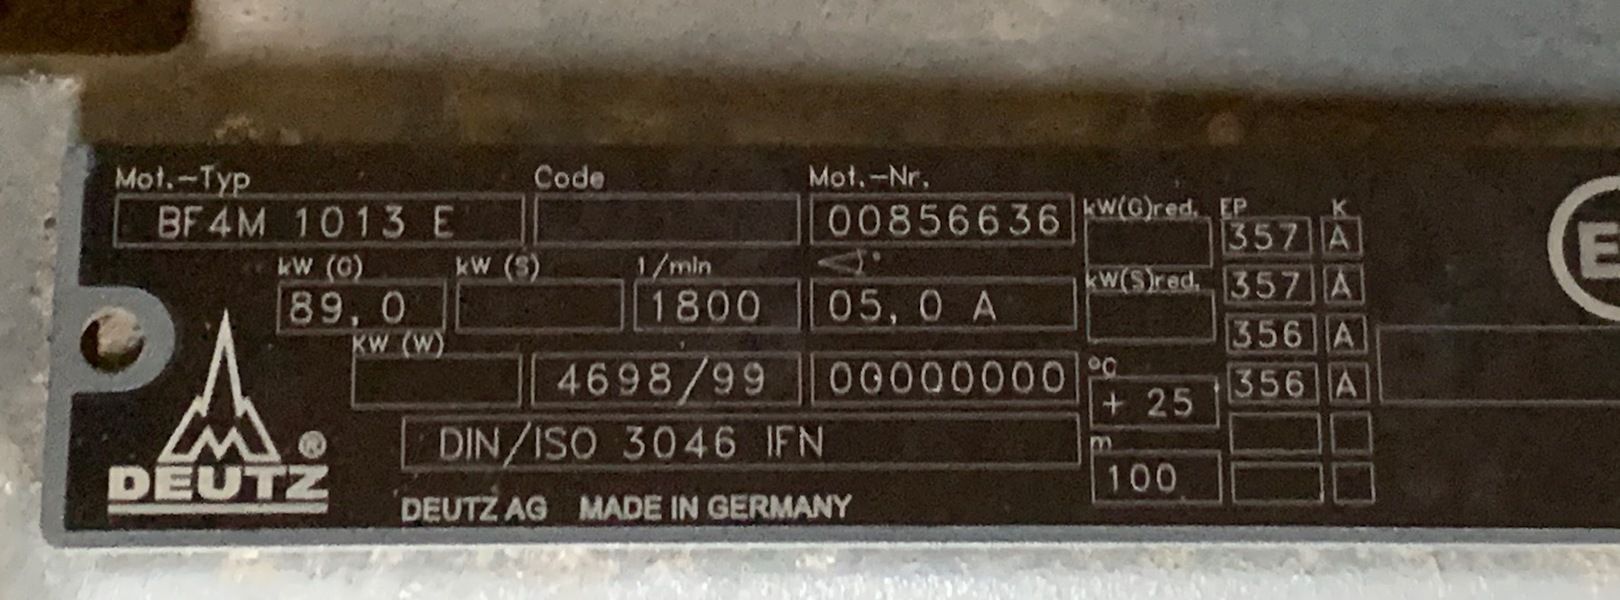 Mot.-Typ Code Mot.-Nr.
BF4M 1013 E 00856636 kW(G)red. EP K
357 A
kW (G) kW (S) 1/min <°
89,0 1800 05,0 A kW(S)red. 357 A
kW (W) 356 A
4698/99 00000000 °C 356 A
+ 25
DIN/ISO 3046 IFN m
100
DEUTZ ®
DEUTZ AG MADE IN GERMANY
E